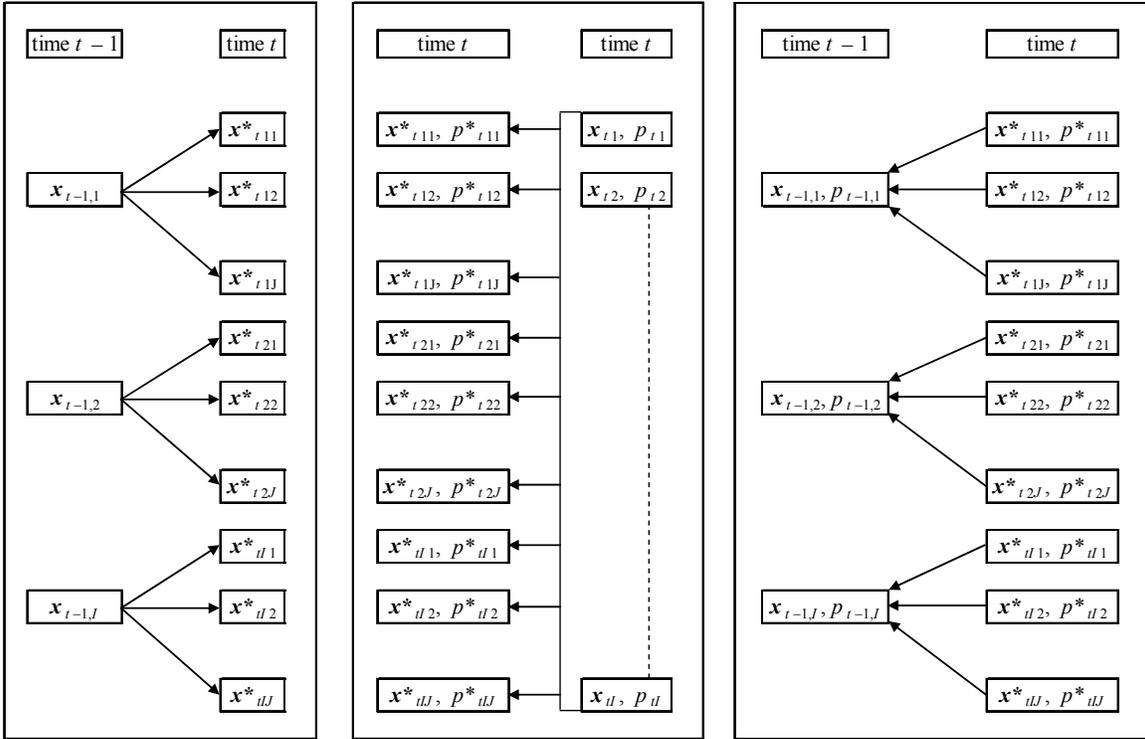 time t – 1
time t
x* t 11
x t –1,1
x* t 12
x* t 1J
x* t 21
x t –1,2
x* t 22
x* t 2J
x* tI 1
x t –1,I
x* tI 2
x* tIJ
time t
time t
x* t 11, p* t 11
x t 1, p t 1
x* t 12, p* t 12
x t 2, p t 2
x* t 1J, p* t 1J
x* t 21, p* t 21
x* t 22, p* t 22
x* t 2J, p* t 2J
x* tI 1, p* tI 1
x* tI 2, p* tI 2
x* tIJ, p* tIJ
x tI, p tI
time t – 1
time t
x* t 11, p* t 11
x t –1,1, p t –1,1
x* t 12, p* t 12
x* t 1J, p* t 1J
x* t 21, p* t 21
x t –1,2, p t –1,2
x* t 22, p* t 22
x* t 2J, p* t 2J
x* tI 1, p* tI 1
x t –1,I, p t –1,I
x* tI 2, p* tI 2
x* tIJ, p* tIJ